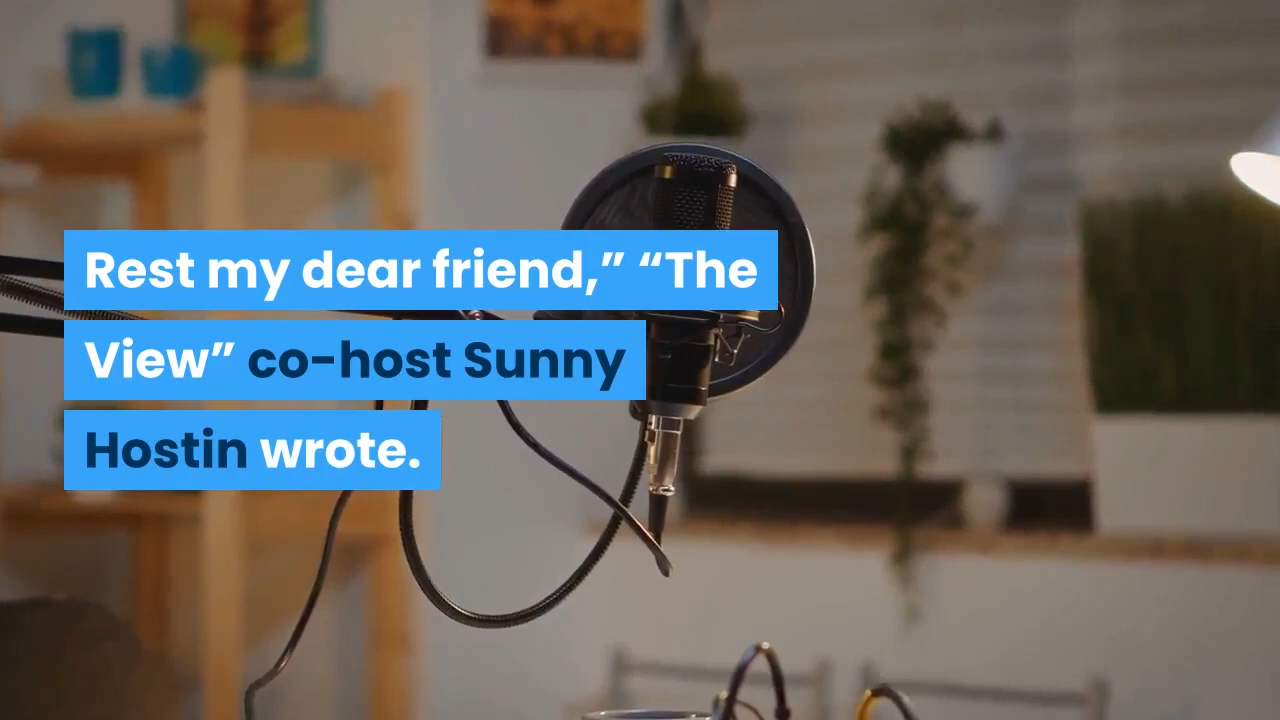 Rest my dear friend,” “The
View” co-host Sunny
Hostin wrote.